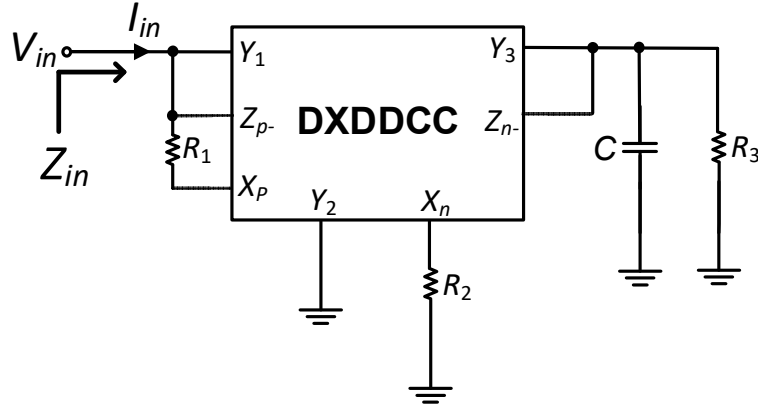 V_in I_in
Y_1 Y_3
Z_p- DXDDCC Z_n-
Z_in R_1 C R_3
X_P Y_2 X_n
R_2